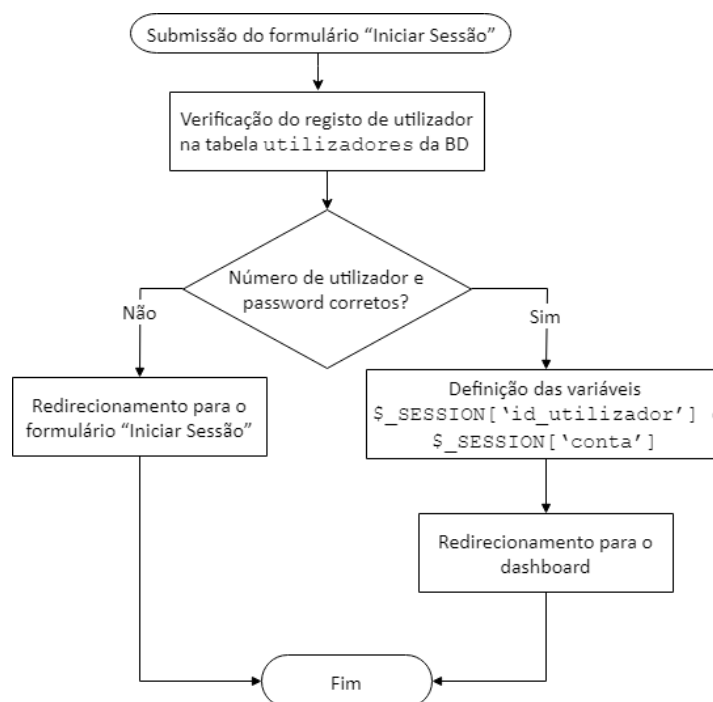 Submissão do formulário “Iniciar Sessão”
Verificação do registo de utilizador
na tabela utilizadores da BD
Número de utilizador e
password corretos?
Não
Sim
Redirecionamento para o
formulário “Iniciar Sessão”
Definição das variáveis
$_SESSION[‘id_utilizador’]
$_SESSION[‘conta’]
Redirecionamento para o
dashboard
Fim